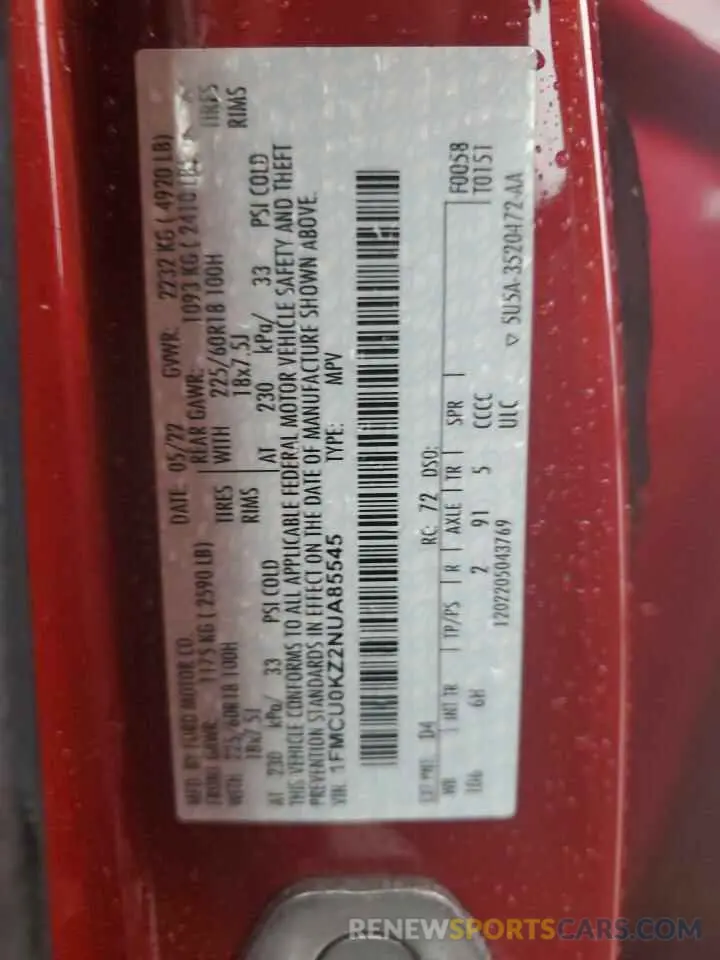 MFD BY FORD MOTOR CO. DATE: 05/22 GVWR: 2232 KG ( 4920 LB)
FRONT GAWR: 1175 KG ( 2590 LB) REAR GAWR: 1093 KG ( 2410 LB)
WITH 225/60R18 100H TIRES WITH 225/60R18 100H TIRES
18x7.5J RIMS 18x7.5J RIMS
AT 230 kPa/ 33 PSI COLD AT 230 kPa/ 33 PSI COLD
THIS VEHICLE CONFORMS TO ALL APPLICABLE FEDERAL MOTOR VEHICLE SAFETY AND THEFT
PREVENTION STANDARDS IN EFFECT ON THE DATE OF MANUFACTURE SHOWN ABOVE.
VIN: 1FMCU0KZ2NUA85545 TYPE: MPV
EXT PNT: D4 RC: 72 DSO: F0058
WB INT TR TP/PS R AXLE TR SPR T0151
106 6H 2 91 5 CCCC
1202205043769 ULC ▽ 5U5A-3520472-AA
RENEWSPORTSCARS.COM